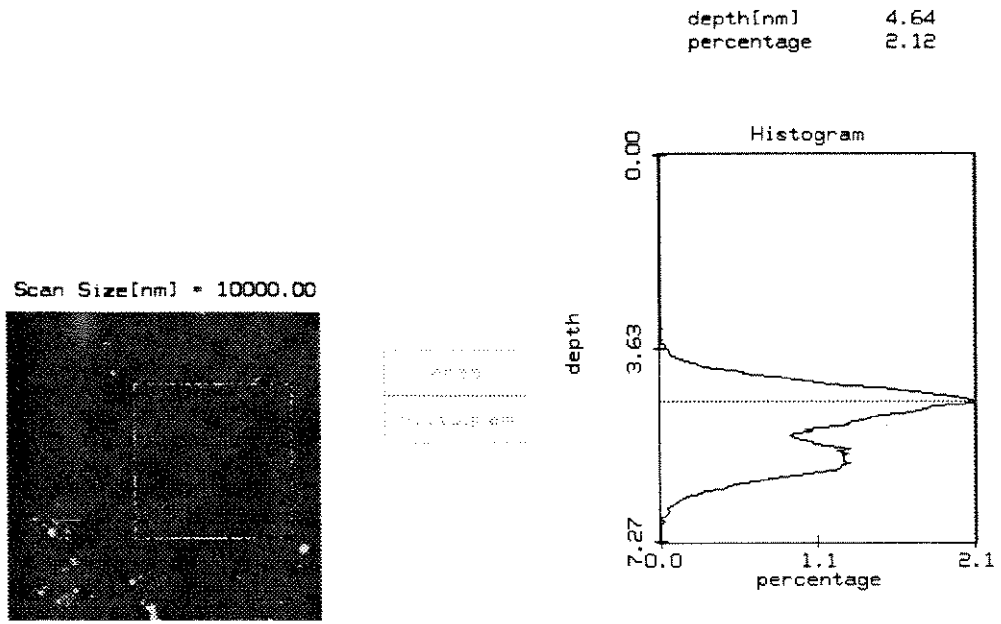 depth[nm] 4.64
percentage 2.12
Histogram
0.00
3.63
7.27
depth
0.0
1.1
2.1
percentage
Scan Size[nm] = 10000.00